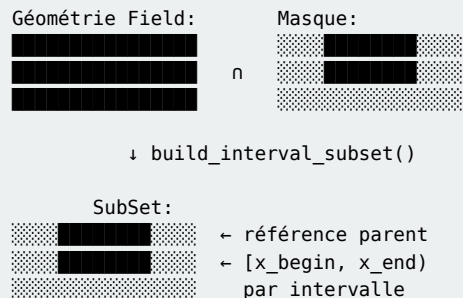 Géométrie Field: Masque:
∩
↓ build_interval_subset()
SubSet:
← référence parent
← [x_begin, x_end)
par intervalle